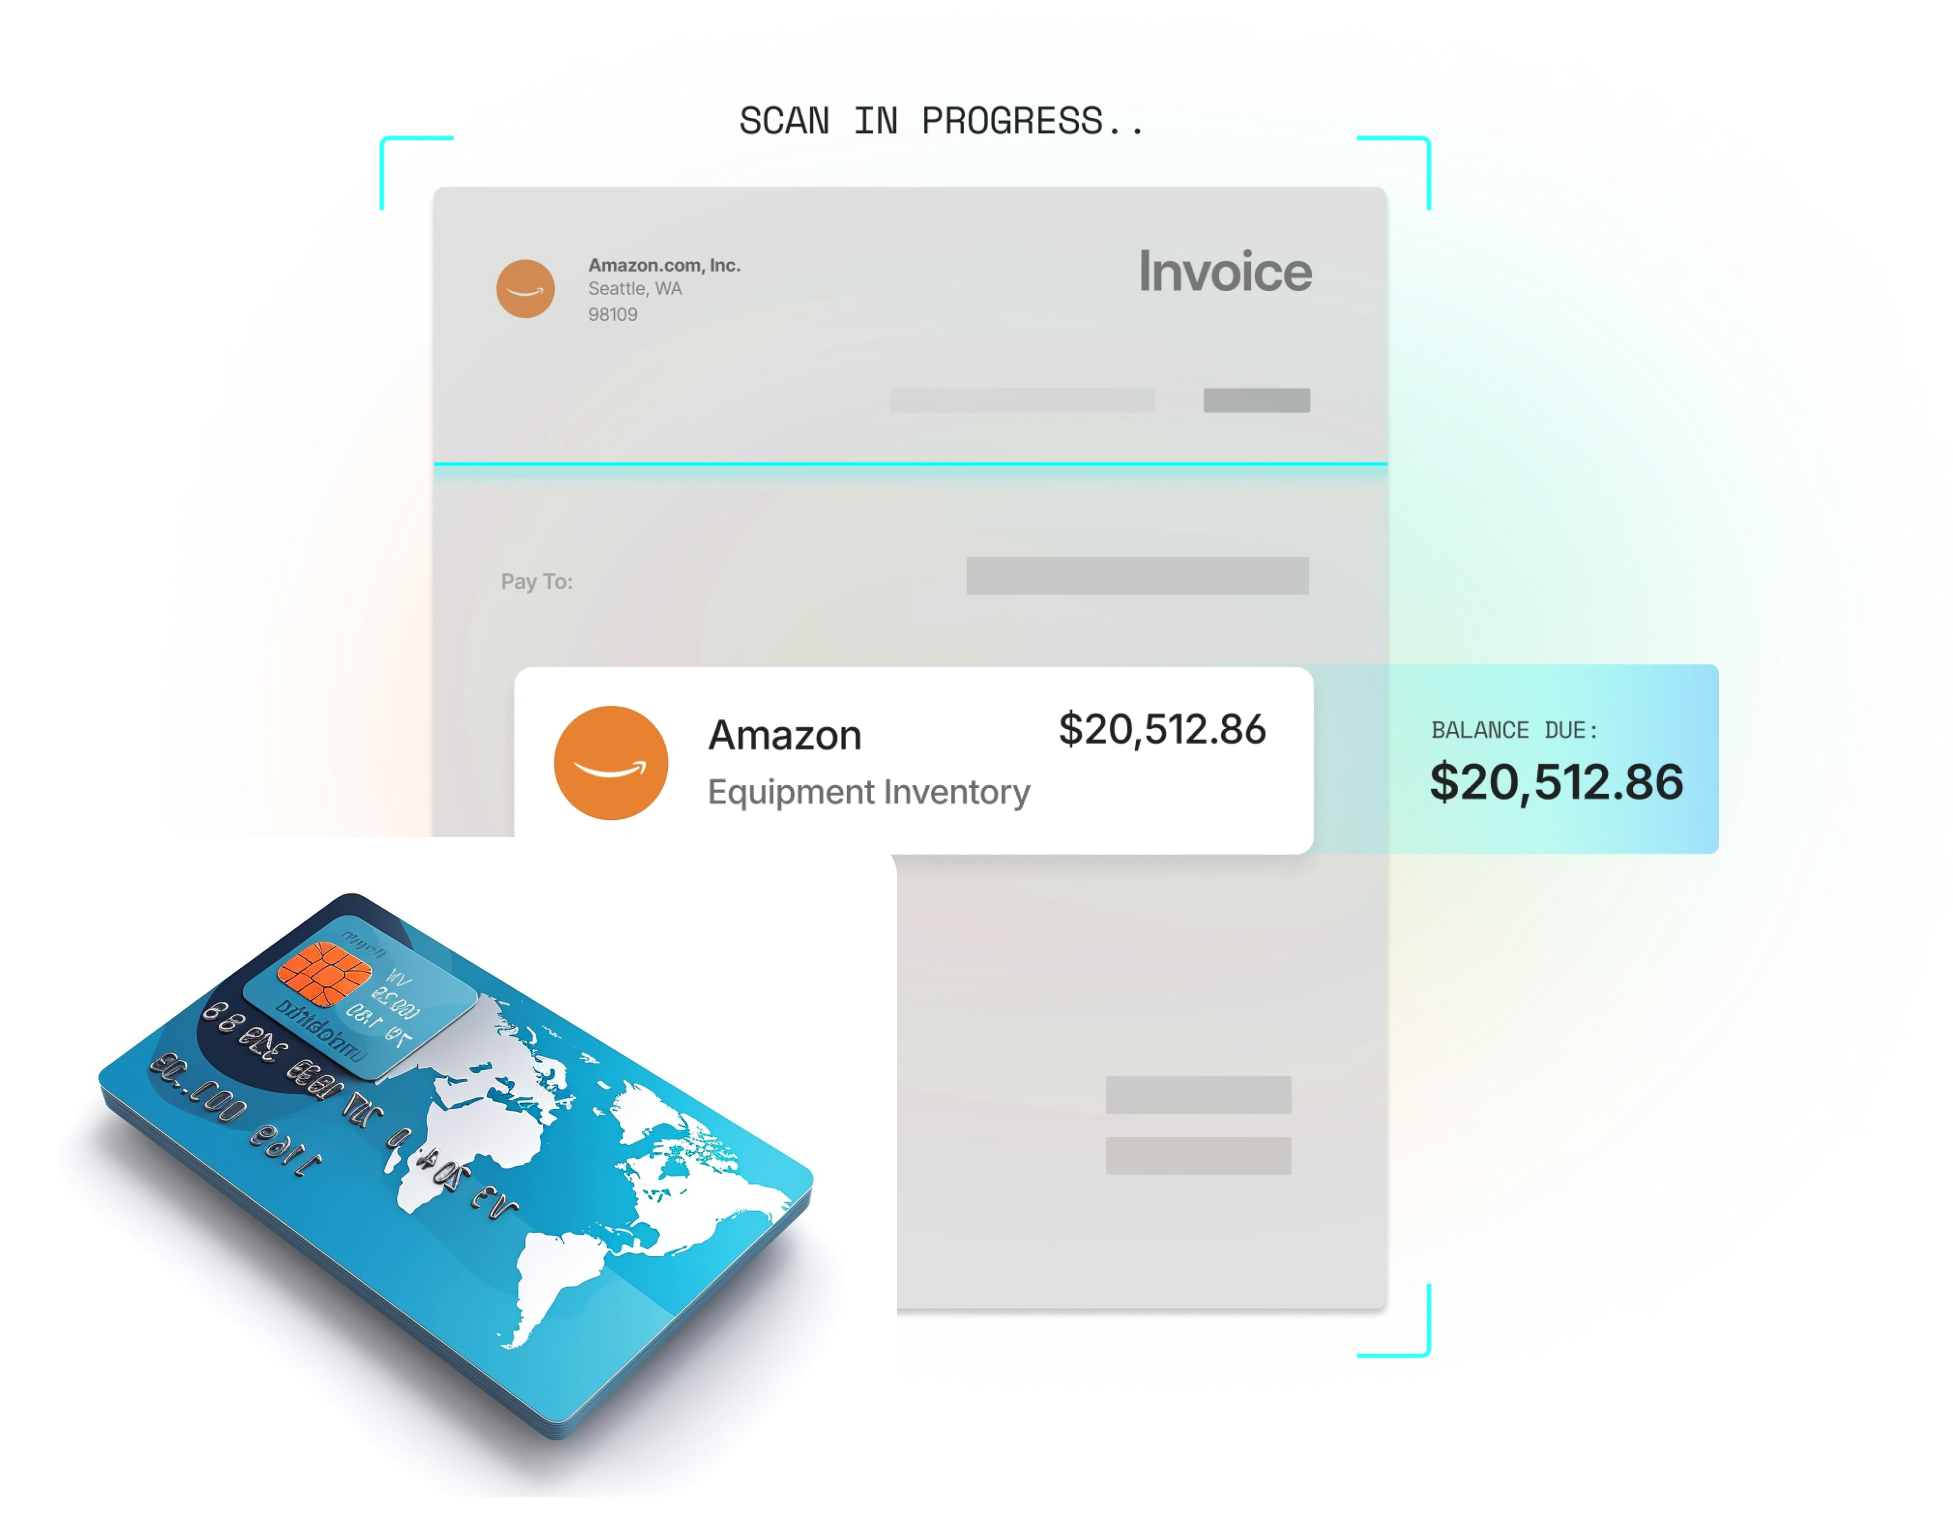 SCAN IN PROGRESS..
Amazon.com, Inc.
Seattle, WA
98109
Invoice
Pay To:
Amazon
$20,512.86
Equipment Inventory
BALANCE DUE:
$20,512.86